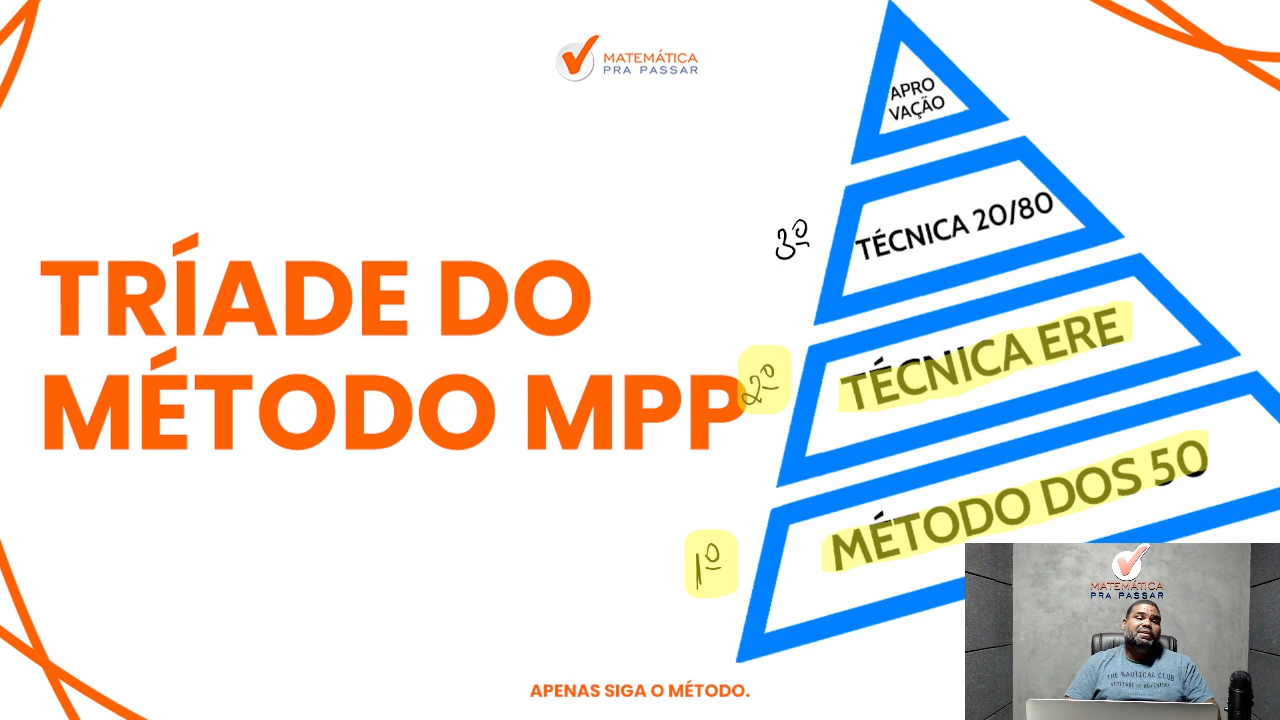 MATEMÁTICA
PRA PASSAR
APRO
VAÇÃO
3º
TÉCNICA 20/80
TRÍADE DO
MÉTODO MPP
2º
TÉCNICA ERE
1º
MÉTODO DOS 50
MATEMÁTICA
PRA PASSAR
THE NAUTICAL CLUB
APENAS SIGA O MÉTODO.